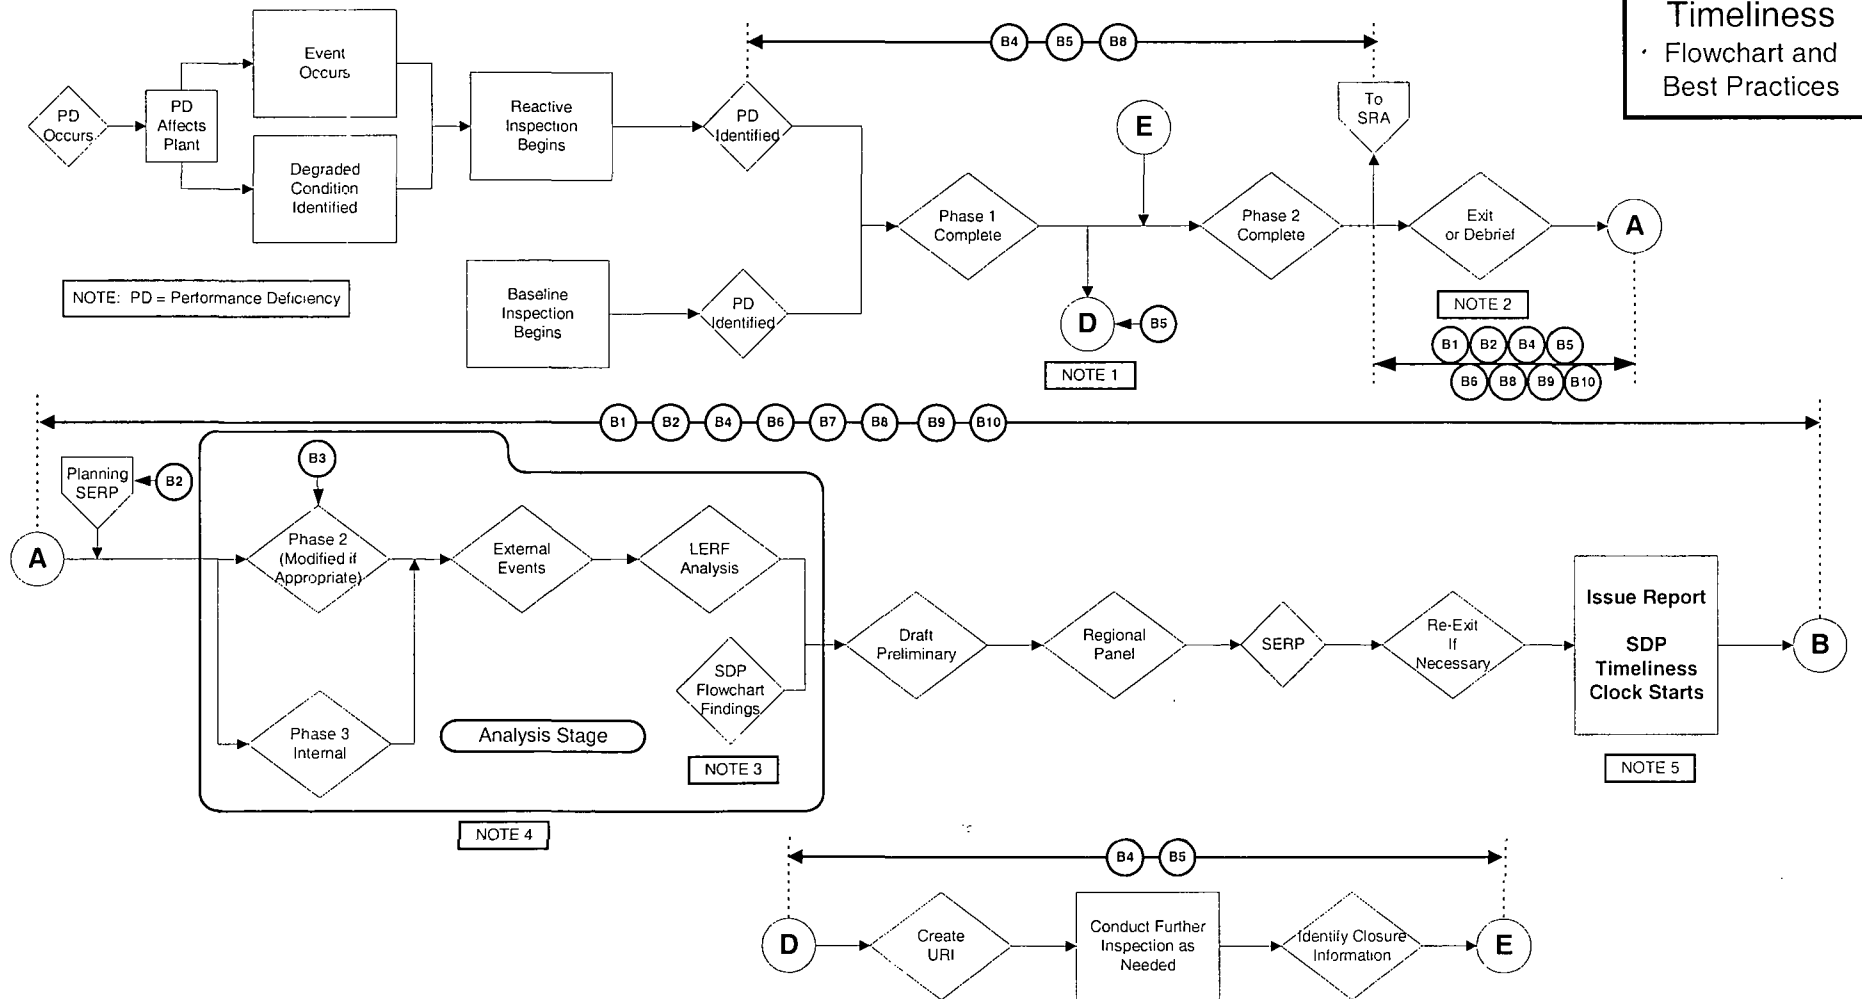 Timeliness
Flowchart and
Best Practices
B4
B5
B8
Event
Occurs
PD
Occurs
PD
Affects
Plant
Degraded
Condition
Identified
Reactive
Inspection
Begins
PD
Identified
E
To
SRA
Phase 1
Complete
Phase 2
Complete
Exit
or Debrief
A
NOTE: PD = Performance Deficiency
Baseline
Inspection
Begins
PD
Identified
D
B5
NOTE 1
NOTE 2
B1
B2
B4
B5
B6
B8
B9
B10
B1
B2
B4
B6
B7
B8
B9
B10
Planning
SERP
B2
B3
A
Phase 2
(Modified if
Appropriate)
External
Events
LERF
Analysis
Phase 3
Internal
Analysis Stage
SDP
Flowchart
Findings
NOTE 3
Draft
Preliminary
Regional
Panel
SERP
Re-Exit
If
Necessary
Issue Report
SDP
Timeliness
Clock Starts
B
NOTE 5
NOTE 4
B4
B5
D
Create
URI
Conduct Further
Inspection as
Needed
Identify Closure
Information
E